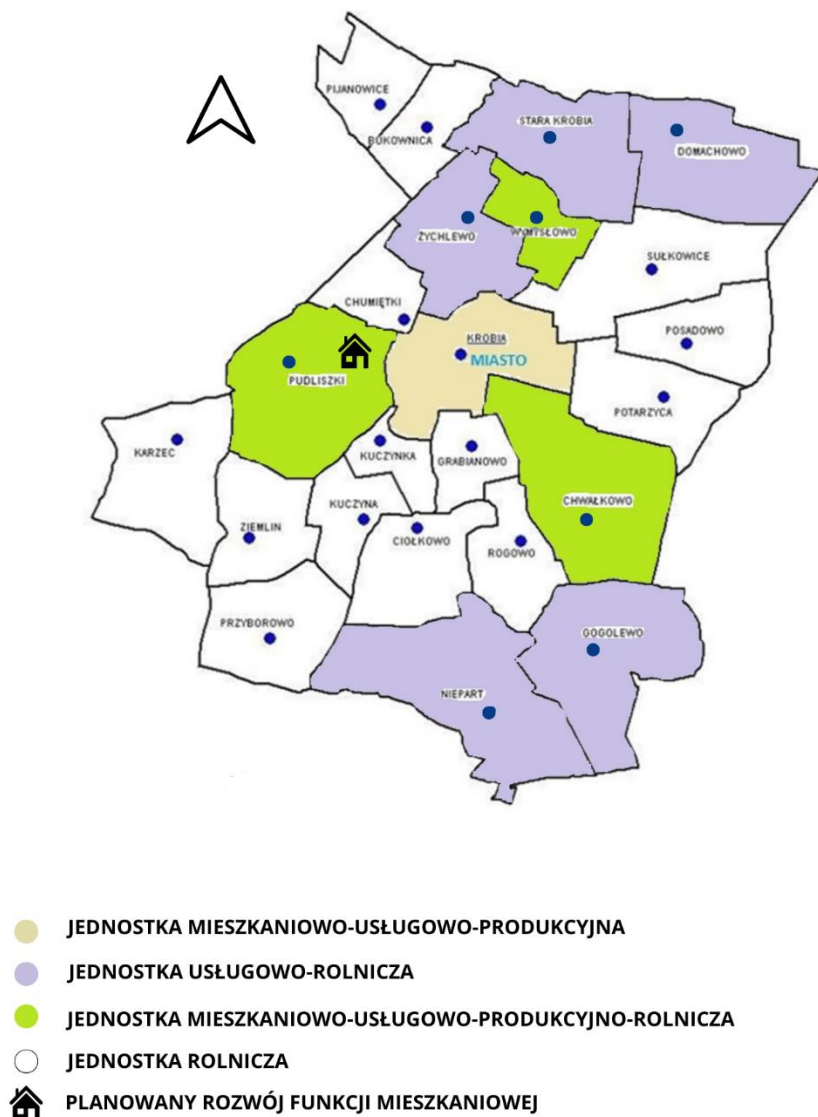 PIJANOWICE
BUKOWNICA
STARA KROBIA
DOMACHOWO
ŻYCHLEWO
WYMYSŁOWO
SUŁKOWICE
CHUMIĘTKI
POSADOWO
KROBIA
MIASTO
PUDLISZKI
POTARZYCA
KARZEC
KUCZYNKA
GRABIANOWO
KUCZYNA
CHWAŁKOWO
ZIEMLIN
CIOŁKOWO
ROGOWO
PRZYBOROWO
GOGOLEWO
NIEPART
JEDNOSTKA MIESZKANIOWO-USŁUGOWO-PRODUKCYJNA
JEDNOSTKA USŁUGOWO-ROLNICZA
JEDNOSTKA MIESZKANIOWO-USŁUGOWO-PRODUKCYJNO-ROLNICZA
JEDNOSTKA ROLNICZA
PLANOWANY ROZWÓJ FUNKCJI MIESZKANIOWEJ